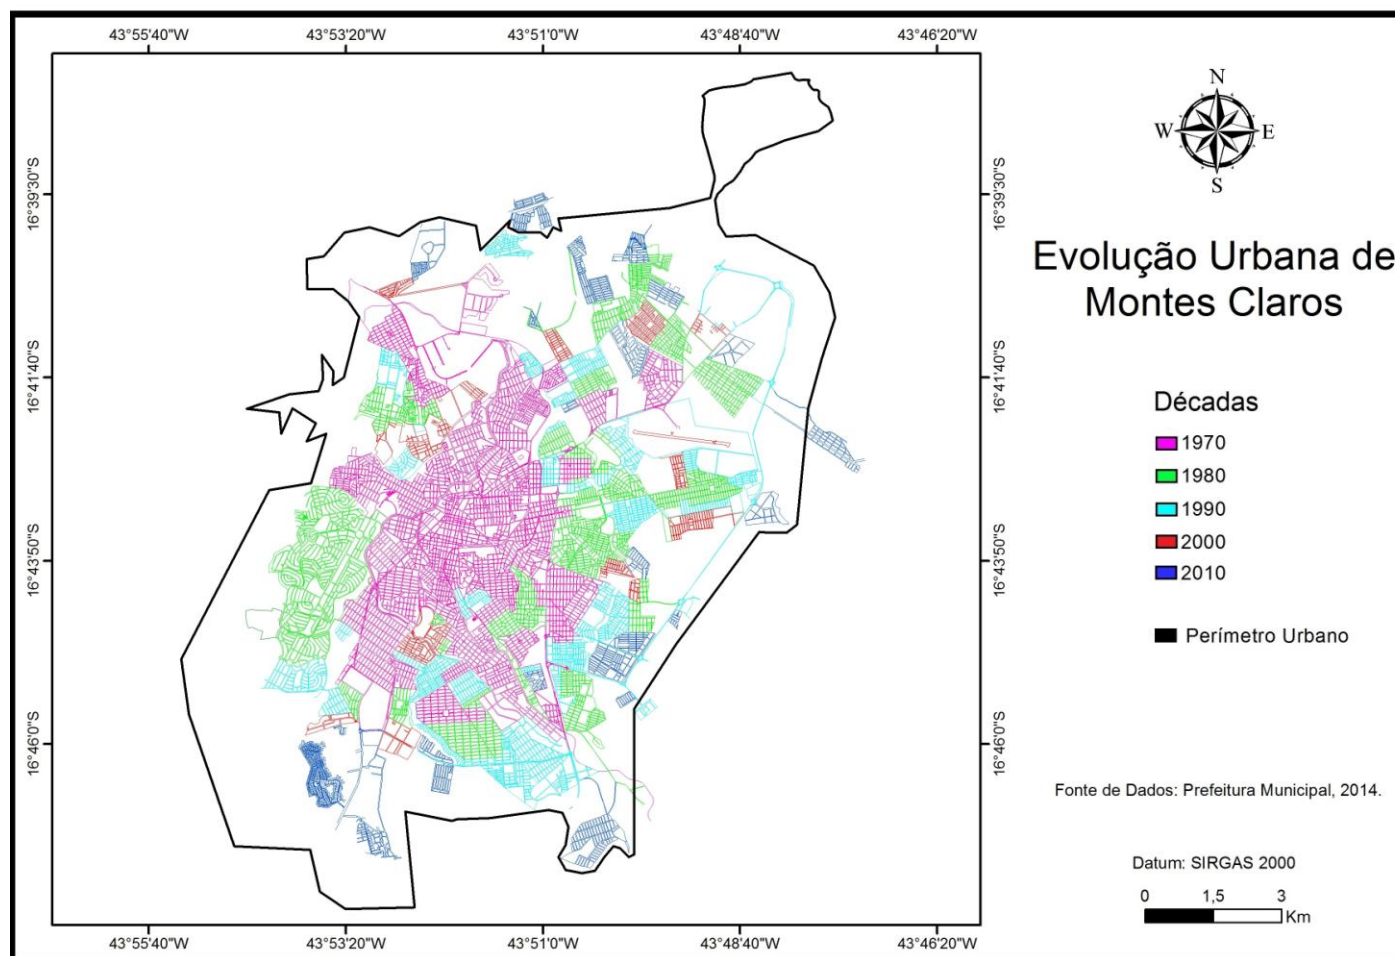 43°55'40"W 43°53'20"W 43°51'0"W 43°48'40"W 43°46'20"W
N
W E
S
16°39'30"S 16°39'30"S
Evolução Urbana de
Montes Claros
16°41'40"S 16°41'40"S
Décadas
1970
1980
1990
2000
2010
16°43'50"S 16°43'50"S
Perímetro Urbano
16°46'0"S 16°46'0"S
Fonte de Dados: Prefeitura Municipal, 2014.
Datum: SIRGAS 2000
0 1,5 3
Km
43°55'40"W 43°53'20"W 43°51'0"W 43°48'40"W 43°46'20"W